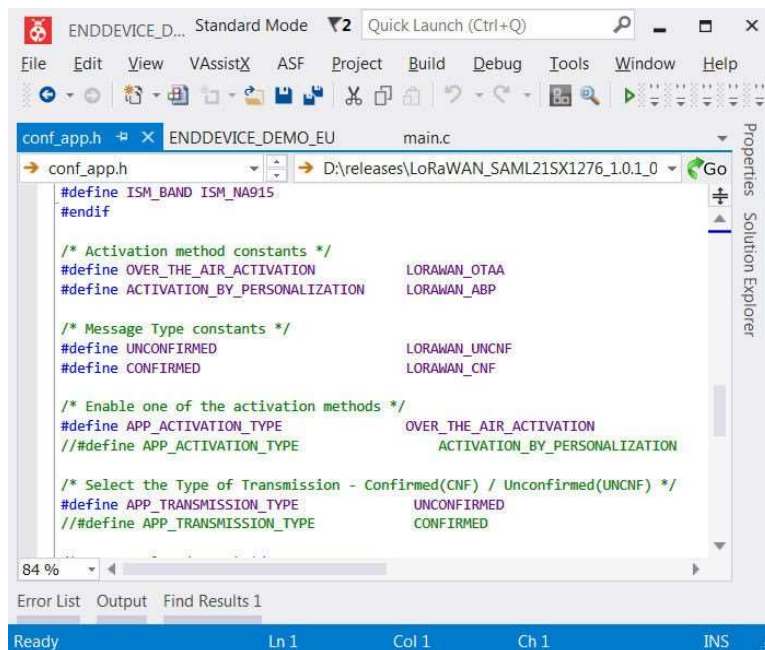 ENDDEVICE_D... Standard Mode 2 Quick Launch (Ctrl+Q)
File Edit View VAssistX ASF Project Build Debug Tools Window Help
conf_app.h ENDDEVICE_DEMO_EU main.c
conf_app.h D:\releases\LoRaWAN_SAML21SX1276_1.0.1_0 Go
#define ISM_BAND ISM_NA915
#endif
/* Activation method constants */
#define OVER_THE_AIR_ACTIVATION LORAWAN_OTAA
#define ACTIVATION_BY_PERSONALIZATION LORAWAN_ABP
/* Message Type constants */
#define UNCONFIRMED LORAWAN_UNCNF
#define CONFIRMED LORAWAN_CNF
/* Enable one of the activation methods */
#define APP_ACTIVATION_TYPE OVER_THE_AIR_ACTIVATION
//#define APP_ACTIVATION_TYPE ACTIVATION_BY_PERSONALIZATION
/* Select the Type of Transmission - Confirmed(CNF) / Unconfirmed(UNCNF) */
#define APP_TRANSMISSION_TYPE UNCONFIRMED
//#define APP_TRANSMISSION_TYPE CONFIRMED
84 %
Error List Output Find Results 1
Ready Ln 1 Col 1 Ch 1 INS
Properties
Solution Explorer